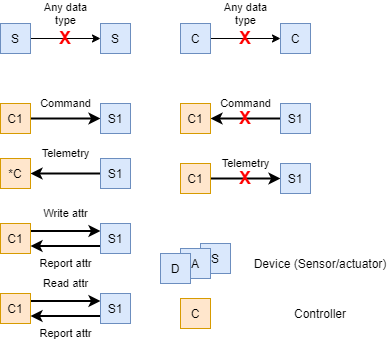 Any data
type
S
X
S
Any data
type
C
X
C
Command
C1
S1
Command
C1
X
S1
Telemetry
*C
S1
Telemetry
C1
X
S1
Write attr
C1
S1
Report attr
Read attr
C1
S1
Report attr
D
A
S
Device (Sensor/actuator)
C
Controller